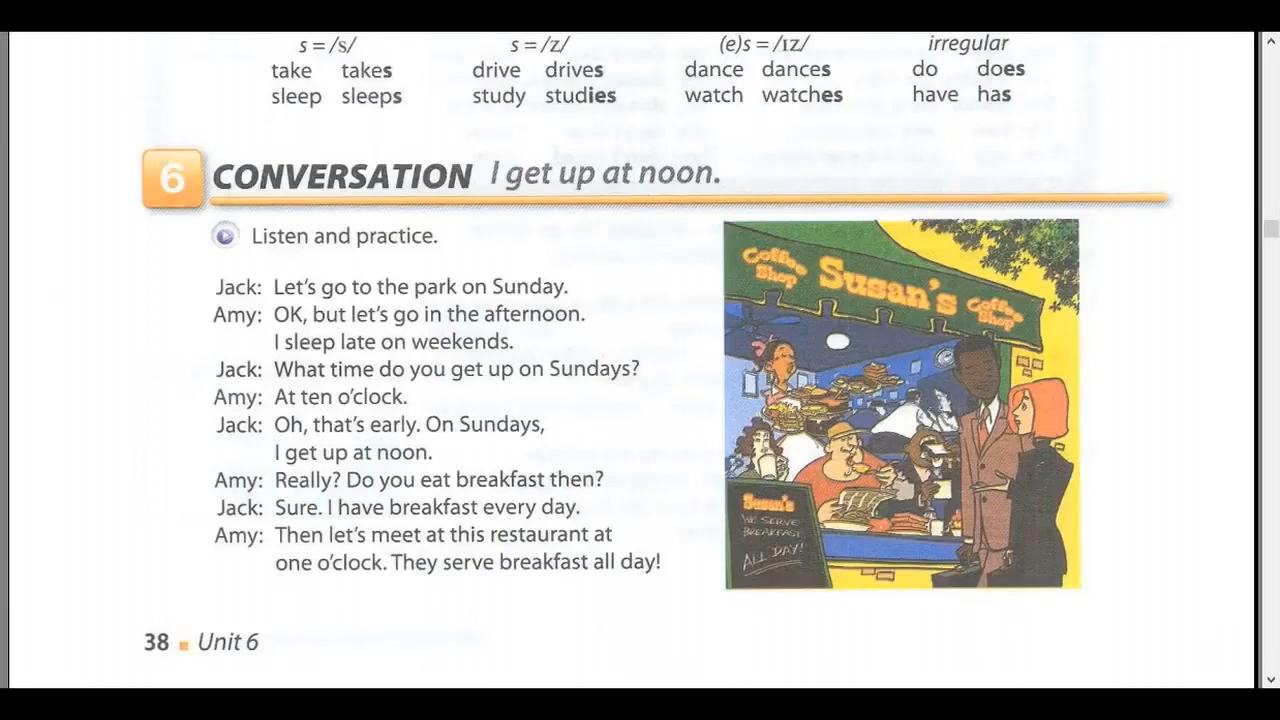 s = /s/ s = /z/ (e)s = /ɪz/ irregular
take takes drive drives dance dances do does
sleep sleeps study studies watch watches have has
6 CONVERSATION I get up at noon.
Listen and practice.
Jack: Let's go to the park on Sunday.
Amy: OK, but let's go in the afternoon.
I sleep late on weekends.
Jack: What time do you get up on Sundays?
Amy: At ten o'clock.
Jack: Oh, that's early. On Sundays,
I get up at noon.
Amy: Really? Do you eat breakfast then?
Jack: Sure. I have breakfast every day.
Amy: Then let's meet at this restaurant at
one o'clock. They serve breakfast all day!
Coffee
Shop
Susan's
Coffee
Shop
Susan's
WE SERVE
BREAKFAST
ALL DAY!
38 Unit 6